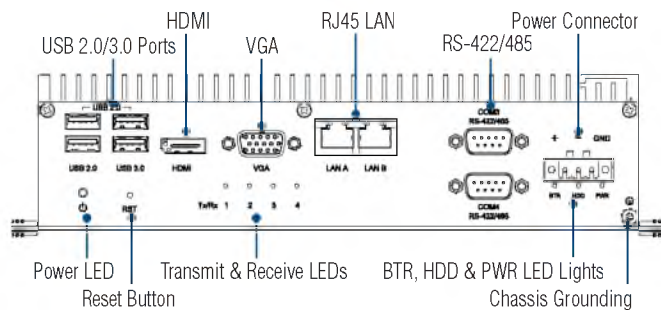 HDMI
RJ45 LAN
Power Connector
USB 2.0/3.0 Ports
VGA
RS-422/485
USB 2.0
COM3
RS-422/485
GND
USB 2.0
USB 3.0
HDMI
VGA
LAN A
LAN B
COM4
RS-422/485
BTR
HDD
PWR
RST
Tx/Rx 1 2 3 4
Power LED
Transmit & Receive LEDs
BTR, HDD & PWR LED Lights
Reset Button
Chassis Grounding